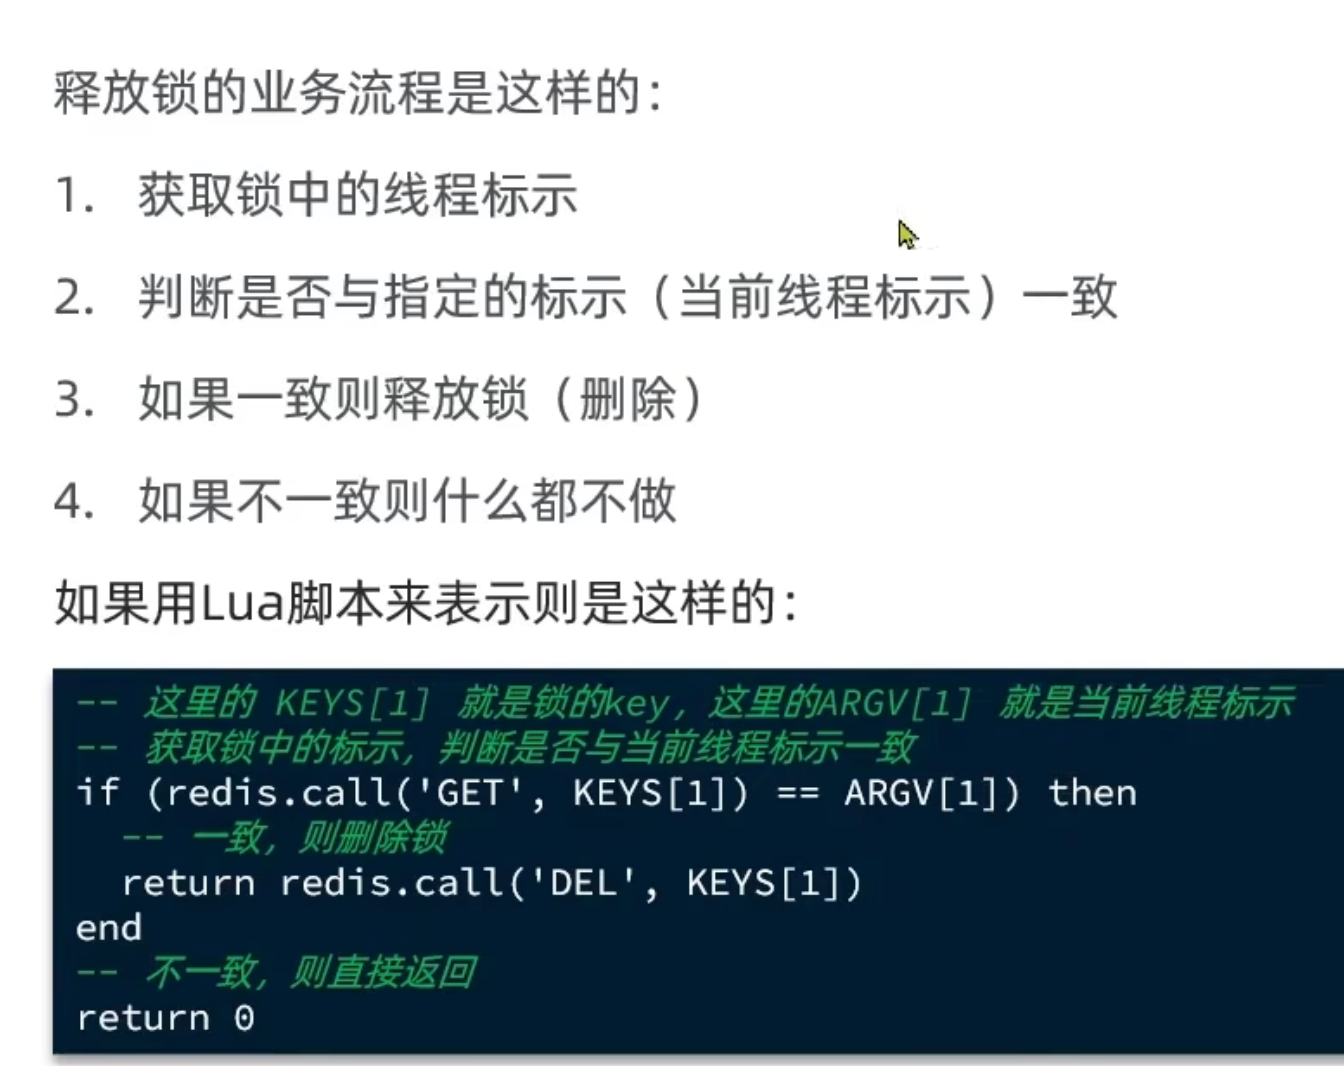 释放锁的业务流程是这样的：
1. 获取锁中的线程标示
2. 判断是否与指定的标示（当前线程标示）一致
3. 如果一致则释放锁（删除）
4. 如果不一致则什么都不做
如果用Lua脚本来表示则是这样的：
-- 这里的 KEYS[1] 就是锁的key，这里的ARGV[1] 就是当前线程标示
-- 获取锁中的标示，判断是否与当前线程标示一致
if (redis.call('GET', KEYS[1]) == ARGV[1]) then
  -- 一致，则删除锁
  return redis.call('DEL', KEYS[1])
end
-- 不一致，则直接返回
return 0